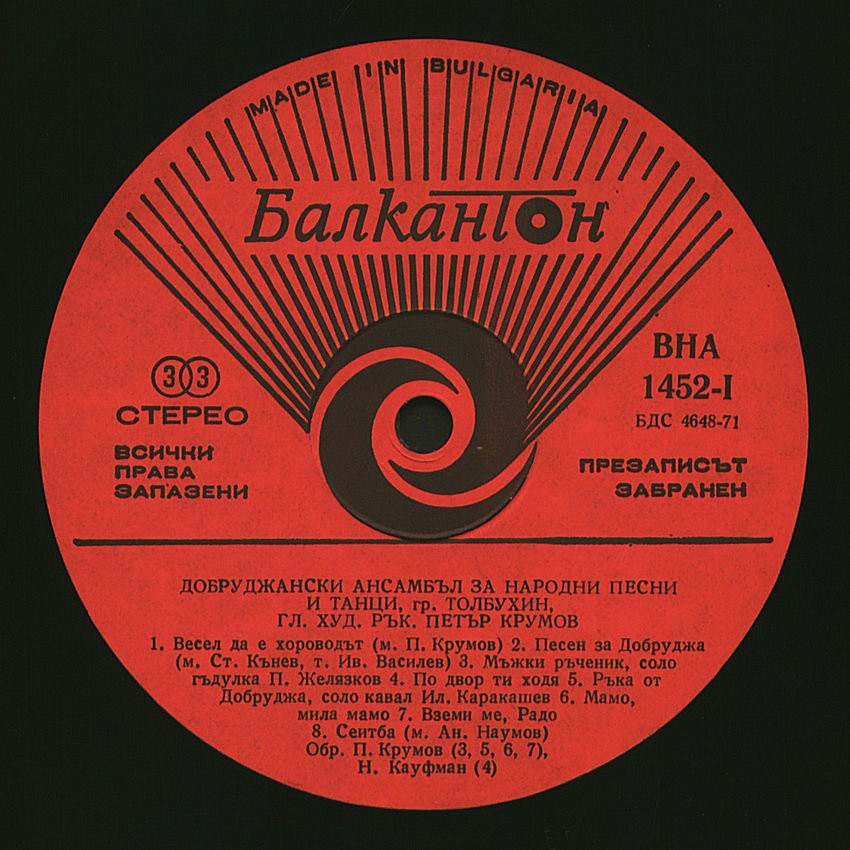 MADE IN BULGARIA
Балкантон
33
СТЕРЕО
ВСИЧКИ
ПРАВА
ЗАПАЗЕНИ
ВНА
1452-I
БДС 4648-71
ПРЕЗАПИСЪТ
ЗАБРАНЕН
ДОБРУДЖАНСКИ АНСАМБЪЛ ЗА НАРОДНИ ПЕСНИ
И ТАНЦИ, гр. ТОЛБУХИН,
ГЛ. ХУД. РЪК. ПЕТЪР КРУМОВ
1. Весел да е хороводът (м. П. Крумов) 2. Песен за Добруджа
(м. Ст. Кънев, т. Ив. Василев) 3. Мъжки ръченик, соло
гъдулка П. Желязков 4. По двор ти ходя 5. Ръка от
Добруджа, соло кавал Ил. Каракашев 6. Мамо,
мила мамо 7. Вземи ме, Радо
8. Сеитба (м. Ан. Наумов)
Обр. П. Крумов (3, 5, 6, 7),
Н. Кауфман (4)